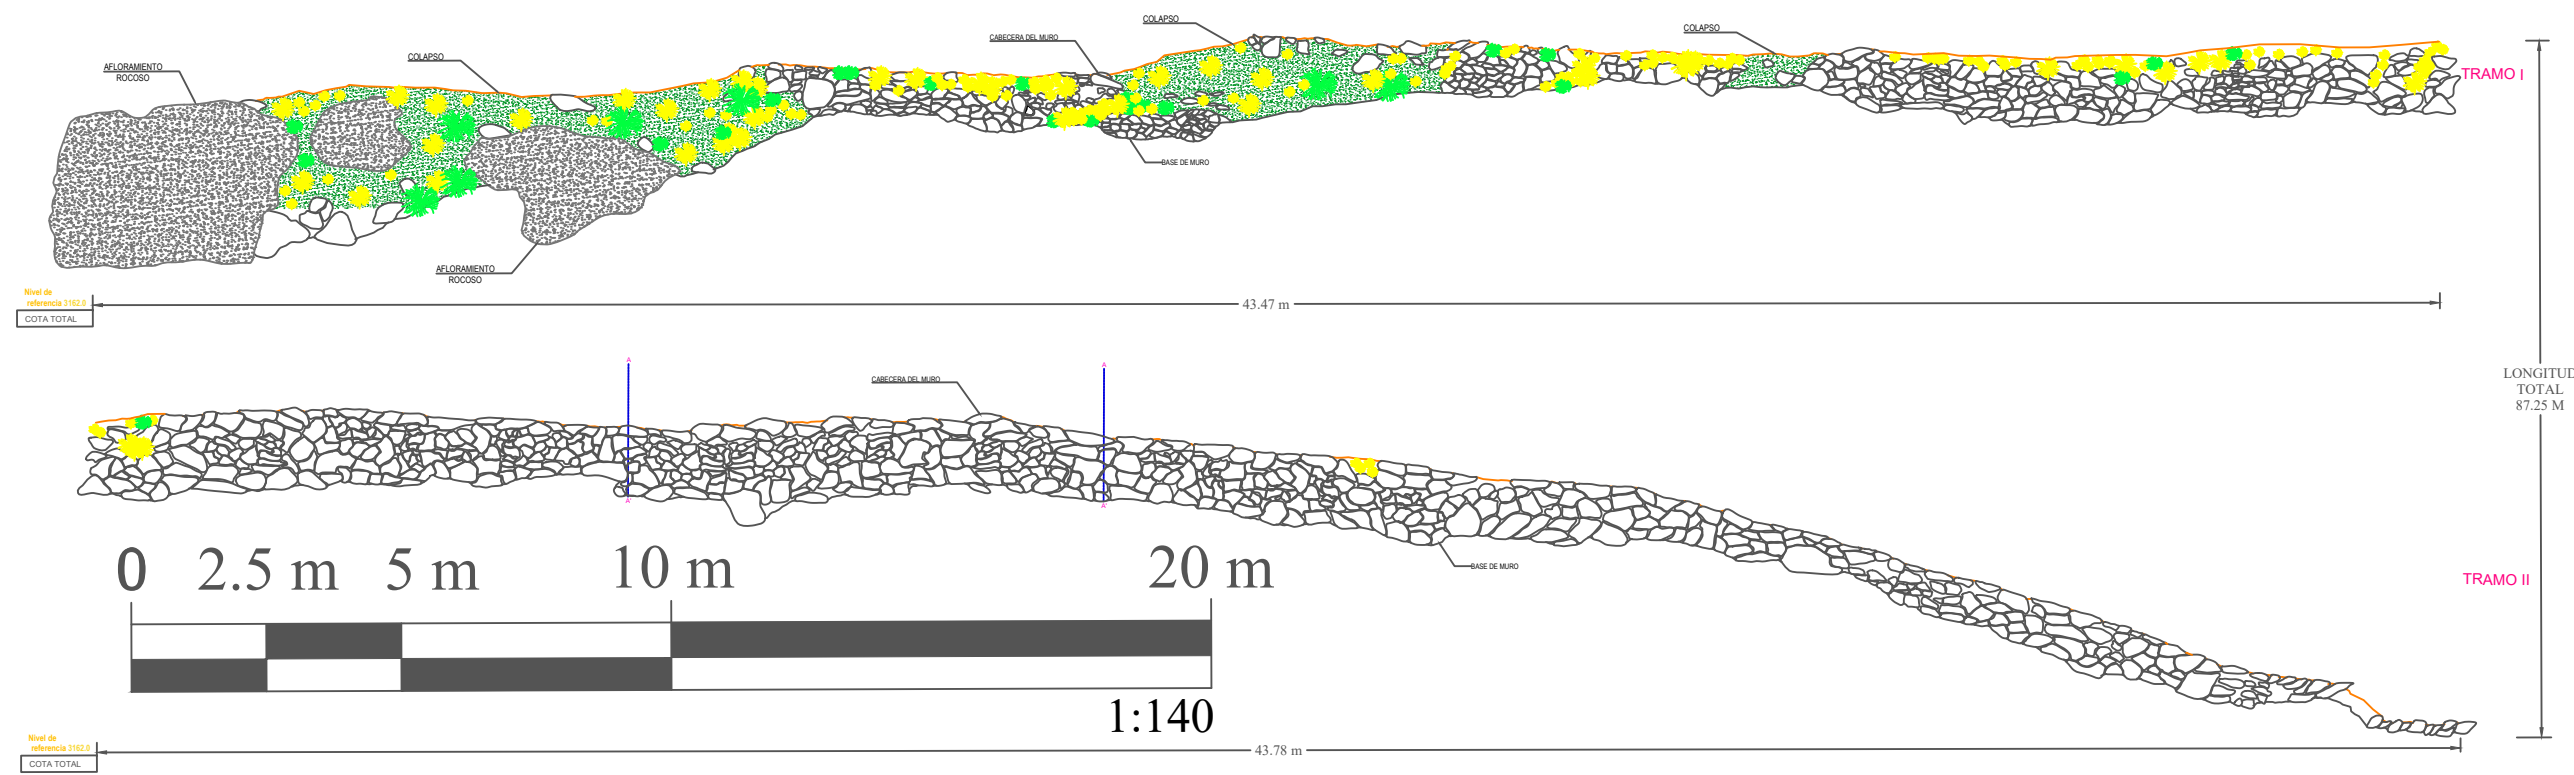 COLAPSO
COLAPSO
CABECERA DEL MURO
COLAPSO
AFLORAMIENTO
ROCOSO
TRAMO I
BASE DE MURO
AFLORAMIENTO
ROCOSO
Nivel de
referencia 3162.0
COTA TOTAL
43.47 m
A
A
CABECERA DEL MURO
LONGITUD
TOTAL
87.25 M
A'
A'
0 2.5 m 5 m 10 m 20 m
BASE DE MURO
TRAMO II
1:140
Nivel de
referencia 3162.0
COTA TOTAL
43.78 m